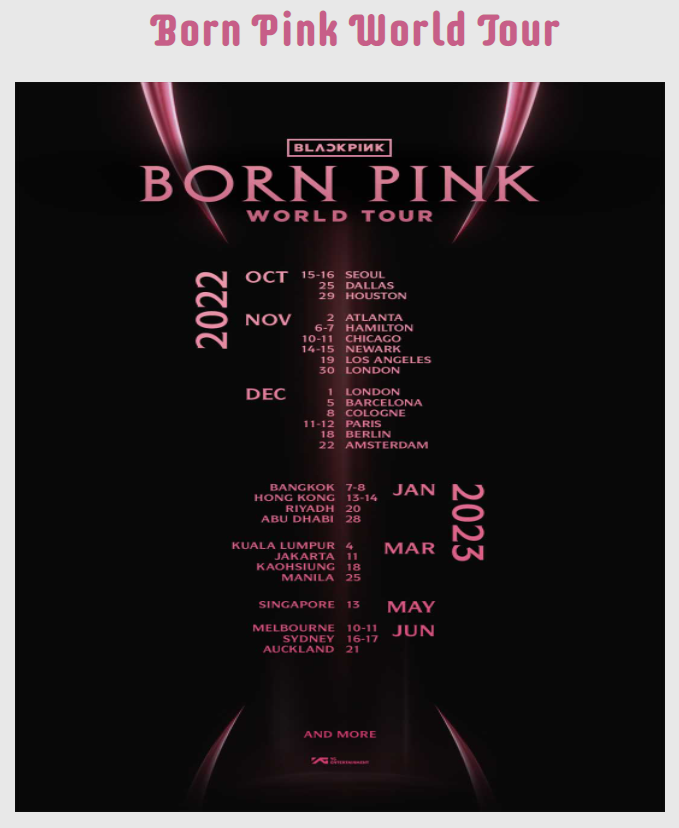 Born Pink World Tour
BLACKPINK
BORN PINK
WORLD TOUR
2022
OCT 15-16 SEOUL
25 DALLAS
29 HOUSTON
NOV 2 ATLANTA
6-7 HAMILTON
10-11 CHICAGO
14-15 NEWARK
19 LOS ANGELES
30 LONDON
DEC 1 LONDON
5 BARCELONA
8 COLOGNE
11-12 PARIS
18 BERLIN
22 AMSTERDAM
2023
BANGKOK 7-8 JAN
HONG KONG 13-14
RIYADH 20
ABU DHABI 28
KUALA LUMPUR 4 MAR
JAKARTA 11
KAOHSIUNG 18
MANILA 25
SINGAPORE 13 MAY
MELBOURNE 10-11 JUN
SYDNEY 16-17
AUCKLAND 21
AND MORE
YG
ENTERTAINMENT